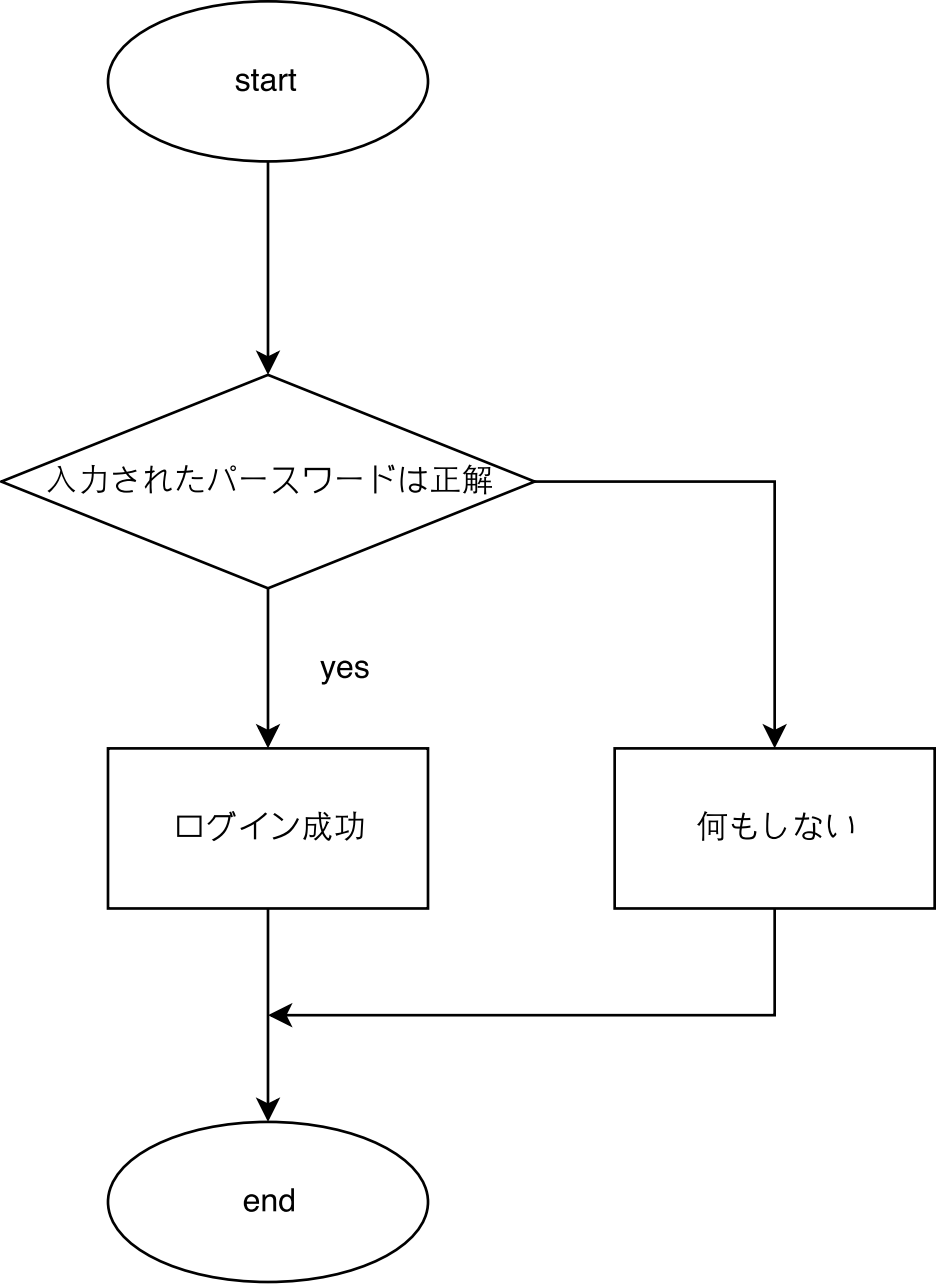 start
入力されたパースワードは正解
yes
ログイン成功
何もしない
end